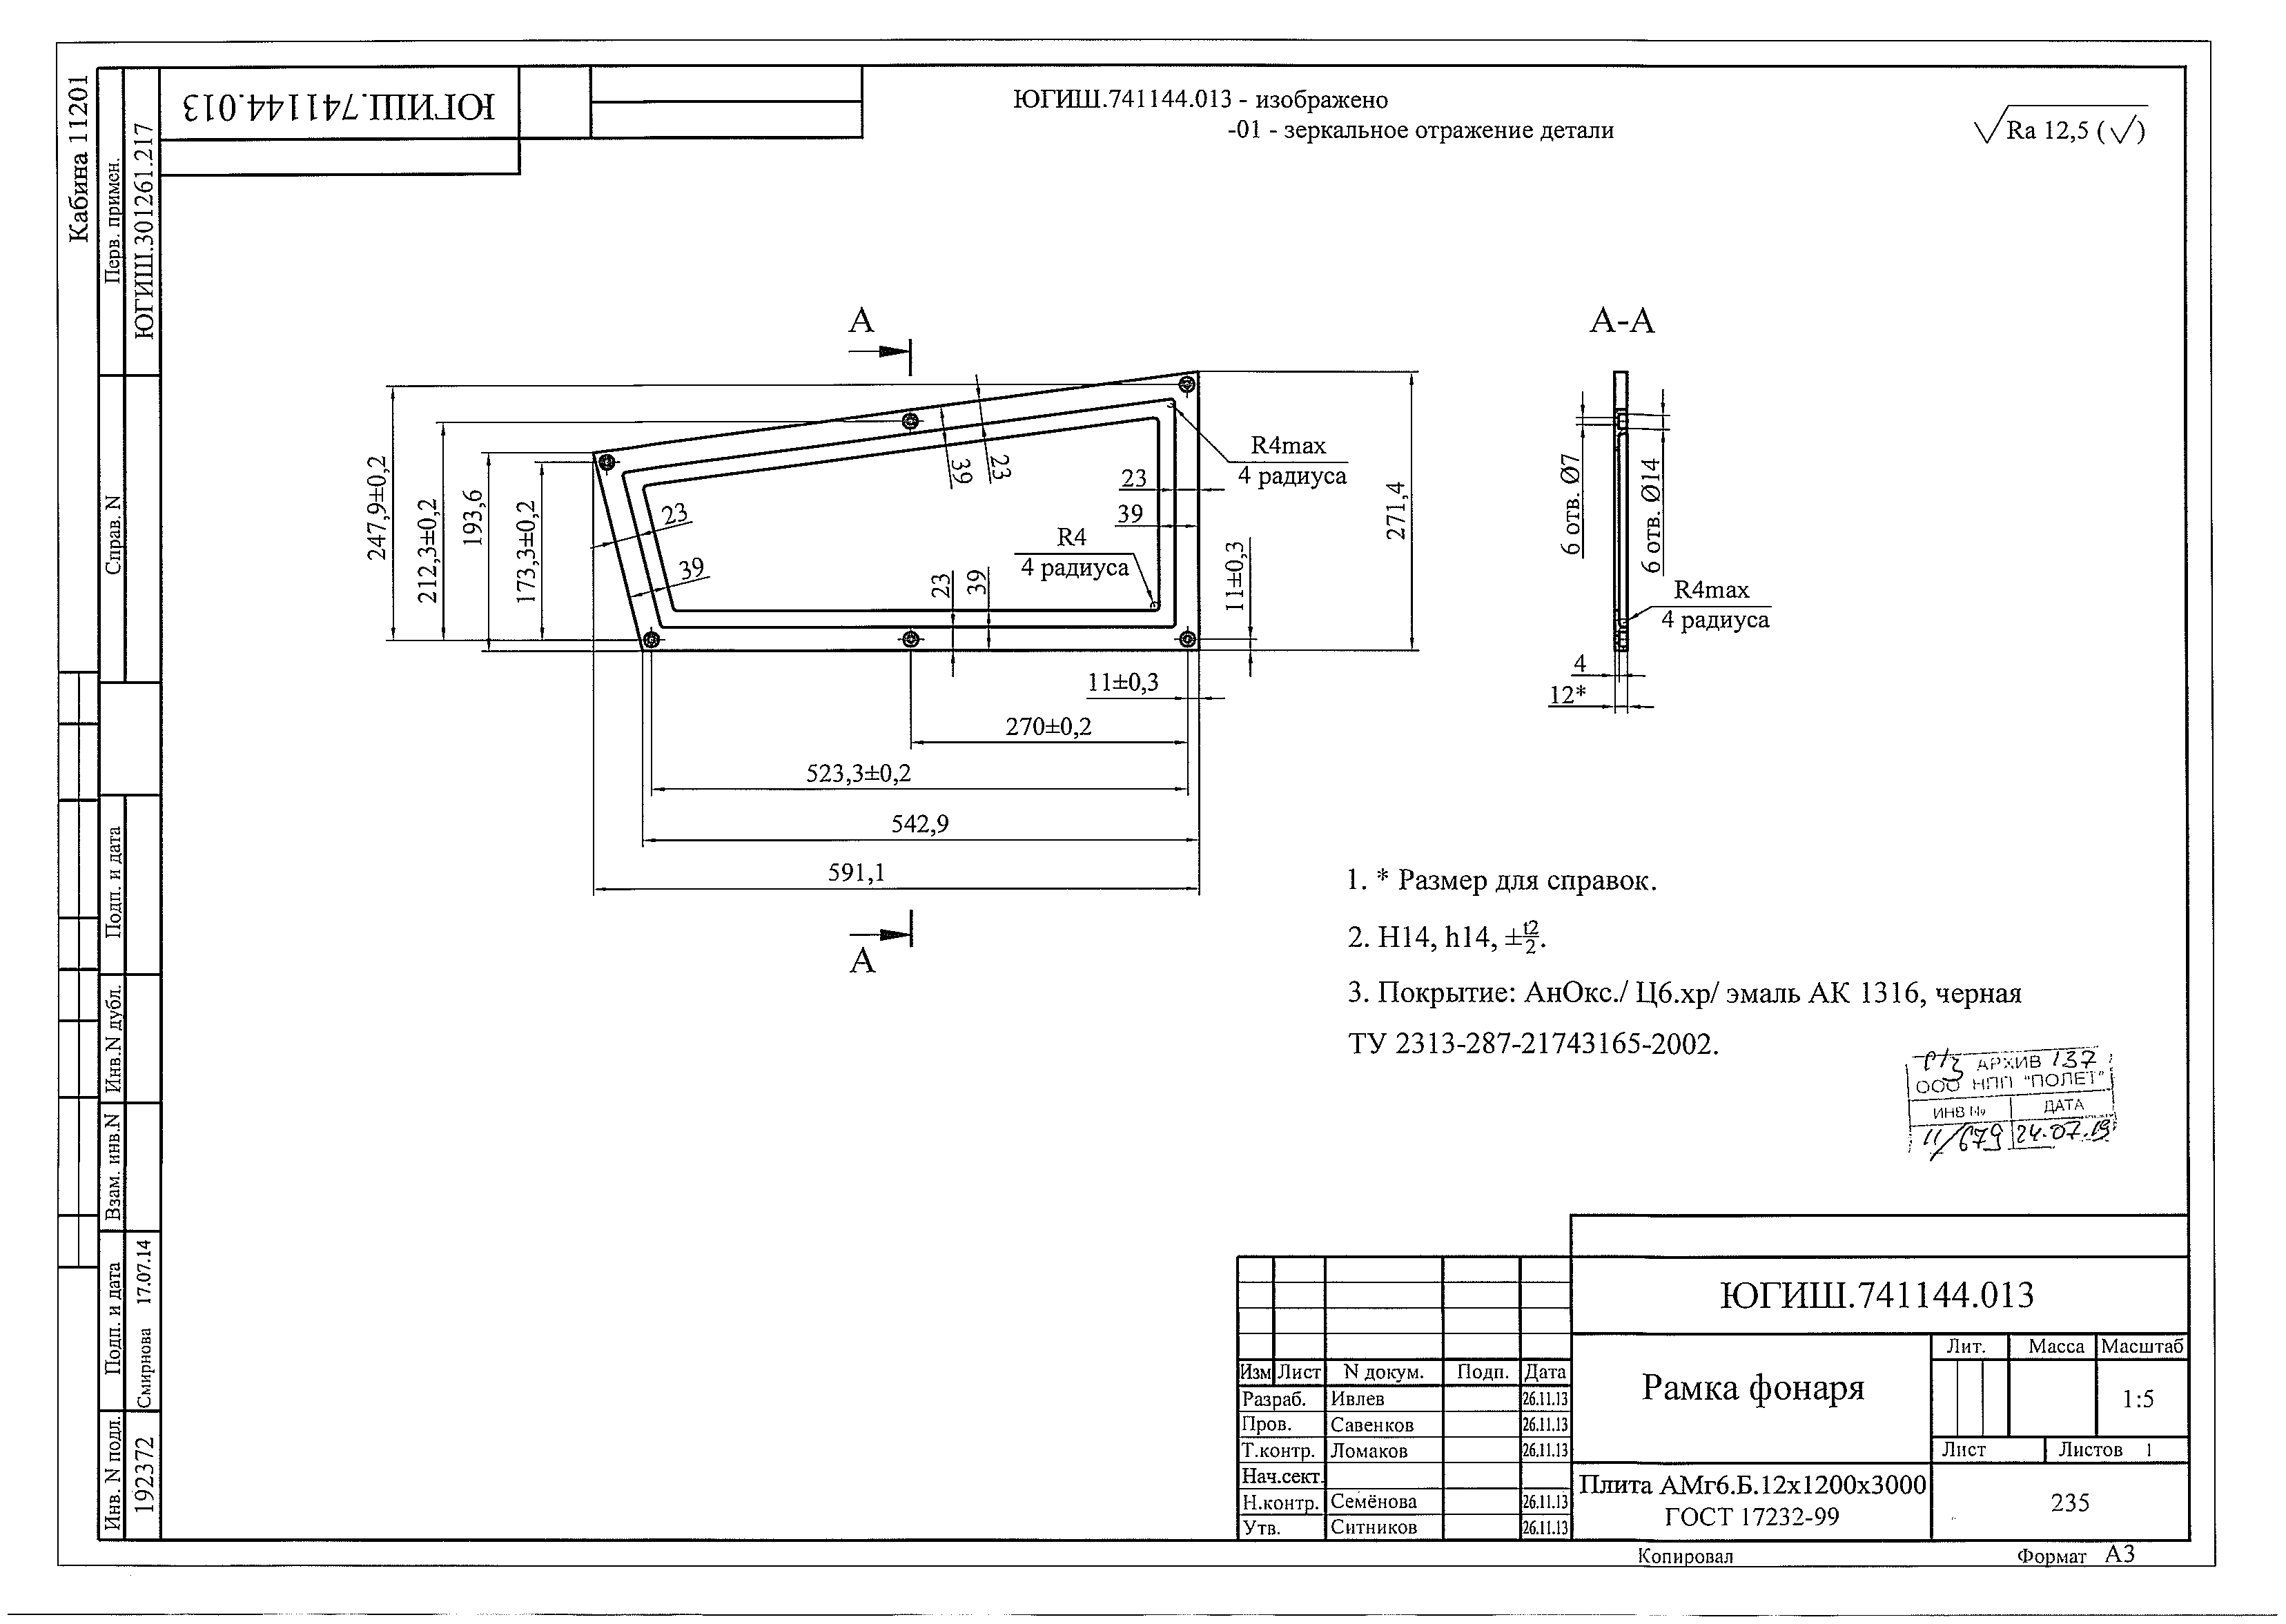 Кабина 11201
Перв. примен.
ЮГИШ.301261.217
Справ. N
Подп. и дата
Инв.N дубл.
Взам. инв.N
Подп. и дата
Смирнова 17.07.14
Инв. N подл.
192372
ЮГИШ.741144.013
ЮГИШ.741144.013 - изображено
-01 - зеркальное отражение детали
Ra 12,5 (√)
А
А-А
247,9±0,2
212,3±0,2
193,6
173,3±0,2
39
23
23
39
R4max
4 радиуса
23
39
R4
4 радиуса
23
39
11±0,3
271,4
11±0,3
270±0,2
523,3±0,2
542,9
591,1
А
6 отв. Ø7
6 отв. Ø14
R4max
4 радиуса
4
12*
1. * Размер для справок.
2. H14, h14, ±t2/2.
3. Покрытие: АнОкс./ Ц6.хр/ эмаль АК 1316, черная
ТУ 2313-287-21743165-2002.
АРХИВ 137
ООО НПП "ПОЛЕТ"
ИНВ № ДАТА
11/679 24.07.19
ЮГИШ.741144.013
Изм Лист N докум. Подп. Дата
Разраб. Ивлев 26.11.13
Пров. Савенков 26.11.13
Т.контр. Ломаков 26.11.13
Нач.сект.
Н.контр. Семёнова 26.11.13
Утв. Ситников 26.11.13
Рамка фонаря
Лит. Масса Масштаб
1:5
Лист Листов 1
Плита АМг6.Б.12х1200х3000
ГОСТ 17232-99
235
Копировал Формат А3